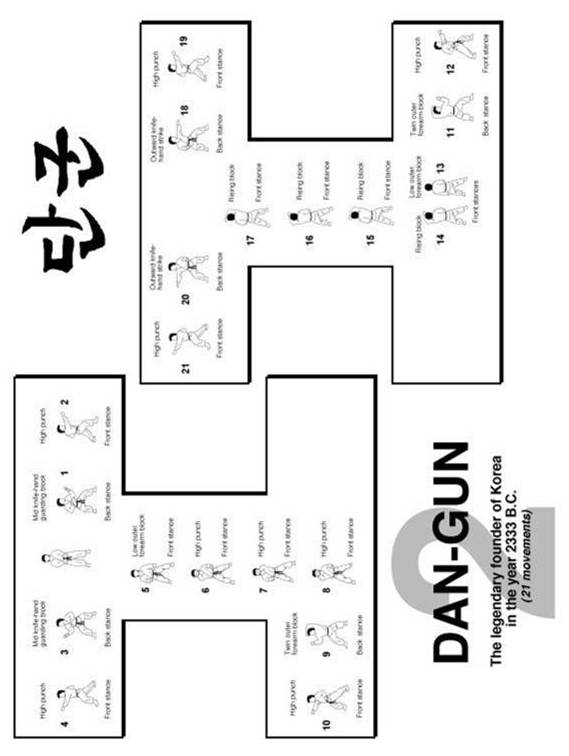 단군
2
DAN-GUN
The legendary founder of Korea
in the year 2333 B.C.
(21 movements)
Mid knife-hand
guarding block
1
Back stance
High punch
2
Front stance
Mid knife-hand
guarding block
3
Back stance
High punch
4
Front stance
Low outer
forearm block
5
Front stance
High punch
6
Front stance
High punch
7
Front stance
High punch
8
Front stance
Twin outer
forearm block
9
Back stance
High punch
10
Front stance
Twin outer
forearm block
11
Back stance
High punch
12
Front stance
Low outer
forearm block
13
Rising block
14
Front stances
Rising block
15
Front stance
Rising block
16
Front stance
Rising block
17
Front stance
Outward knife-
hand strike
18
Back stance
High punch
19
Front stance
Outward knife-
hand strike
20
Back stance
High punch
21
Front stance